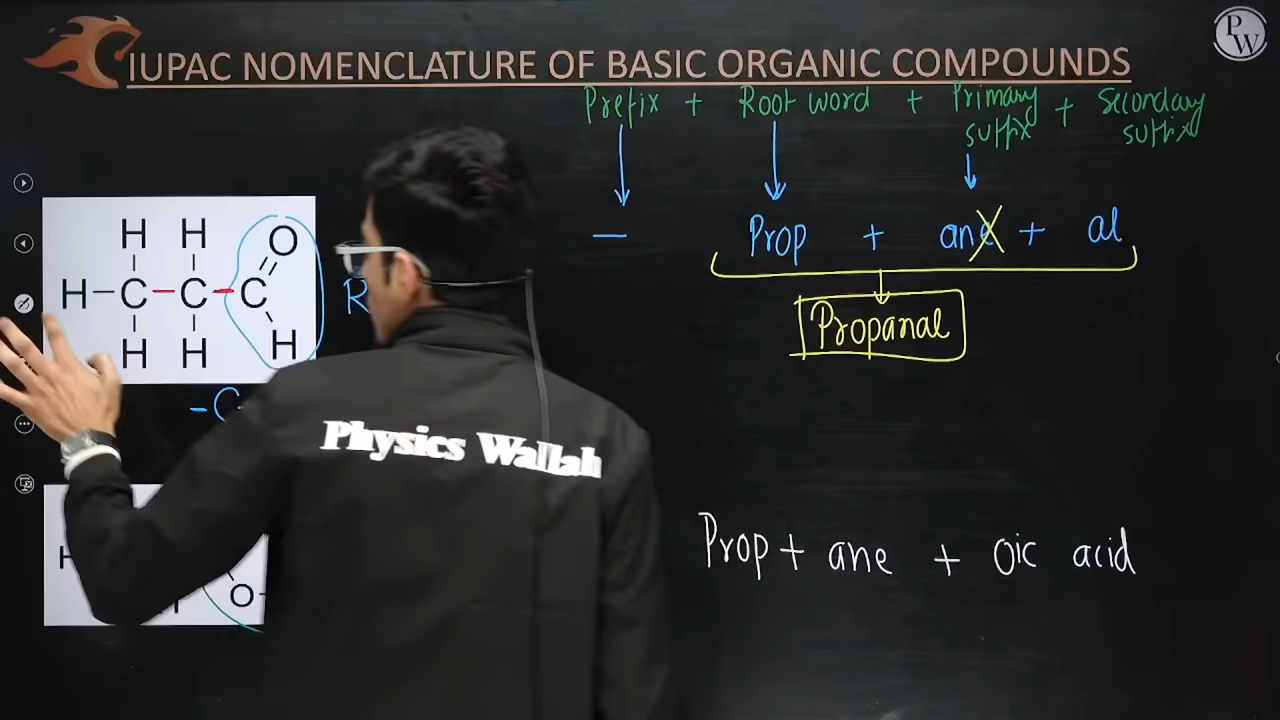 PW
IUPAC NOMENCLATURE OF BASIC ORGANIC COMPOUNDS
Prefix + Root word + Primary suffix + Secondary suffix
— Prop + ane + al
Propanal
H H O
H C C C
H H H
R
-C
Physics Wallah
Prop + ane + oic acid
H
O